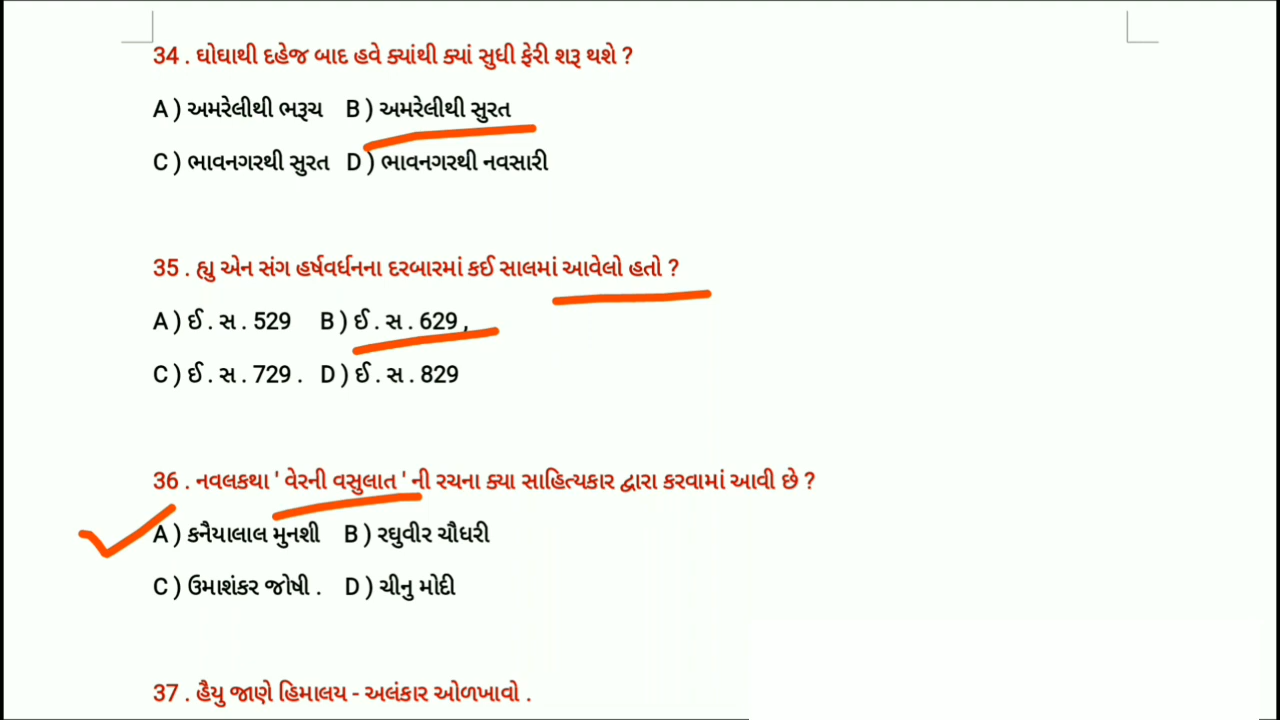 34 . ઘોઘાથી દહેજ બાદ હવે ક્યાંથી ક્યાં સુધી ફેરી શરૂ થશે ?
A ) અમરેલીથી ભરૂચ B ) અમરેલીથી સુરત
C ) ભાવનગરથી સુરત D ) ભાવનગરથી નવસારી
35 . હ્યુ એન સંગ હર્ષવર્ધનના દરબારમાં કઈ સાલમાં આવેલો હતો ?
A ) ઈ . સ . 529 B ) ઈ . સ . 629 ,
C ) ઈ . સ . 729 . D ) ઈ . સ . 829
36 . નવલકથા ' વેરની વસુલાત ' ની રચના ક્યા સાહિત્યકાર દ્વારા કરવામાં આવી છે ?
A ) કનૈયાલાલ મુનશી B ) રઘુવીર ચૌધરી
C ) ઉમાશંકર જોષી . D ) ચીનુ મોદી
37 . હૈયુ જાણે હિમાલય - અલંકાર ઓળખાવો .